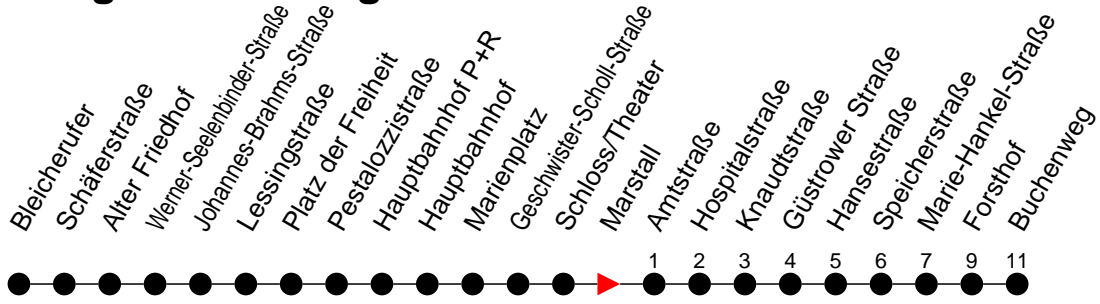 Bleicherufer
Schäferstraße
Alter Friedhof
Werner-Seelenbinder-Straße
Johannes-Brahms-Straße
Lessingstraße
Platz der Freiheit
Pestalozzistraße
Hauptbahnhof P+R
Hauptbahnhof
Marienplatz
Geschwister-Scholl-Straße
Schloss/Theater
Marstall
Amtstraße
Hospitalstraße
Knaudtstraße
Güstrower Straße
Hansestraße
Speicherstraße
Marie-Hankel-Straße
Forsthof
Buchenweg
1 2 3 4 5 6 7 9 11